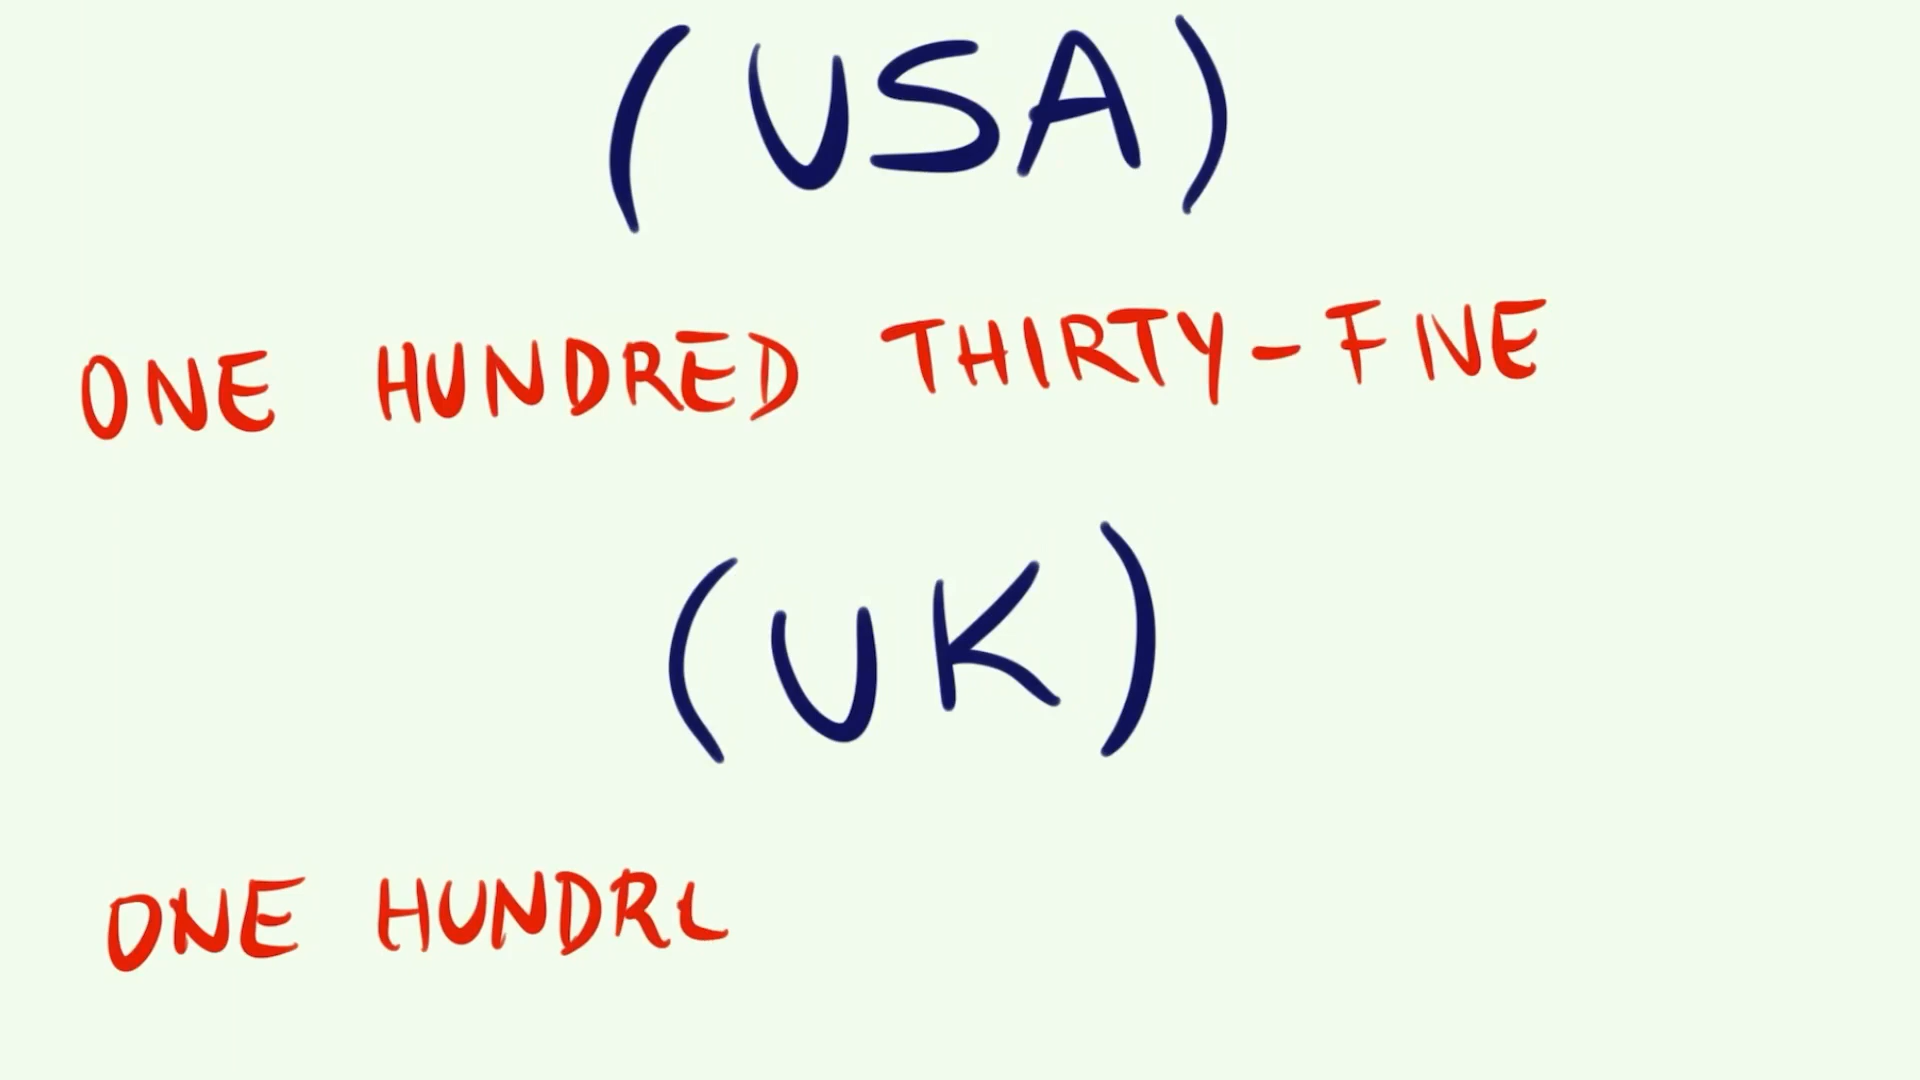 (USA)
ONE HUNDRED THIRTY-FIVE
(UK)
ONE HUNDR